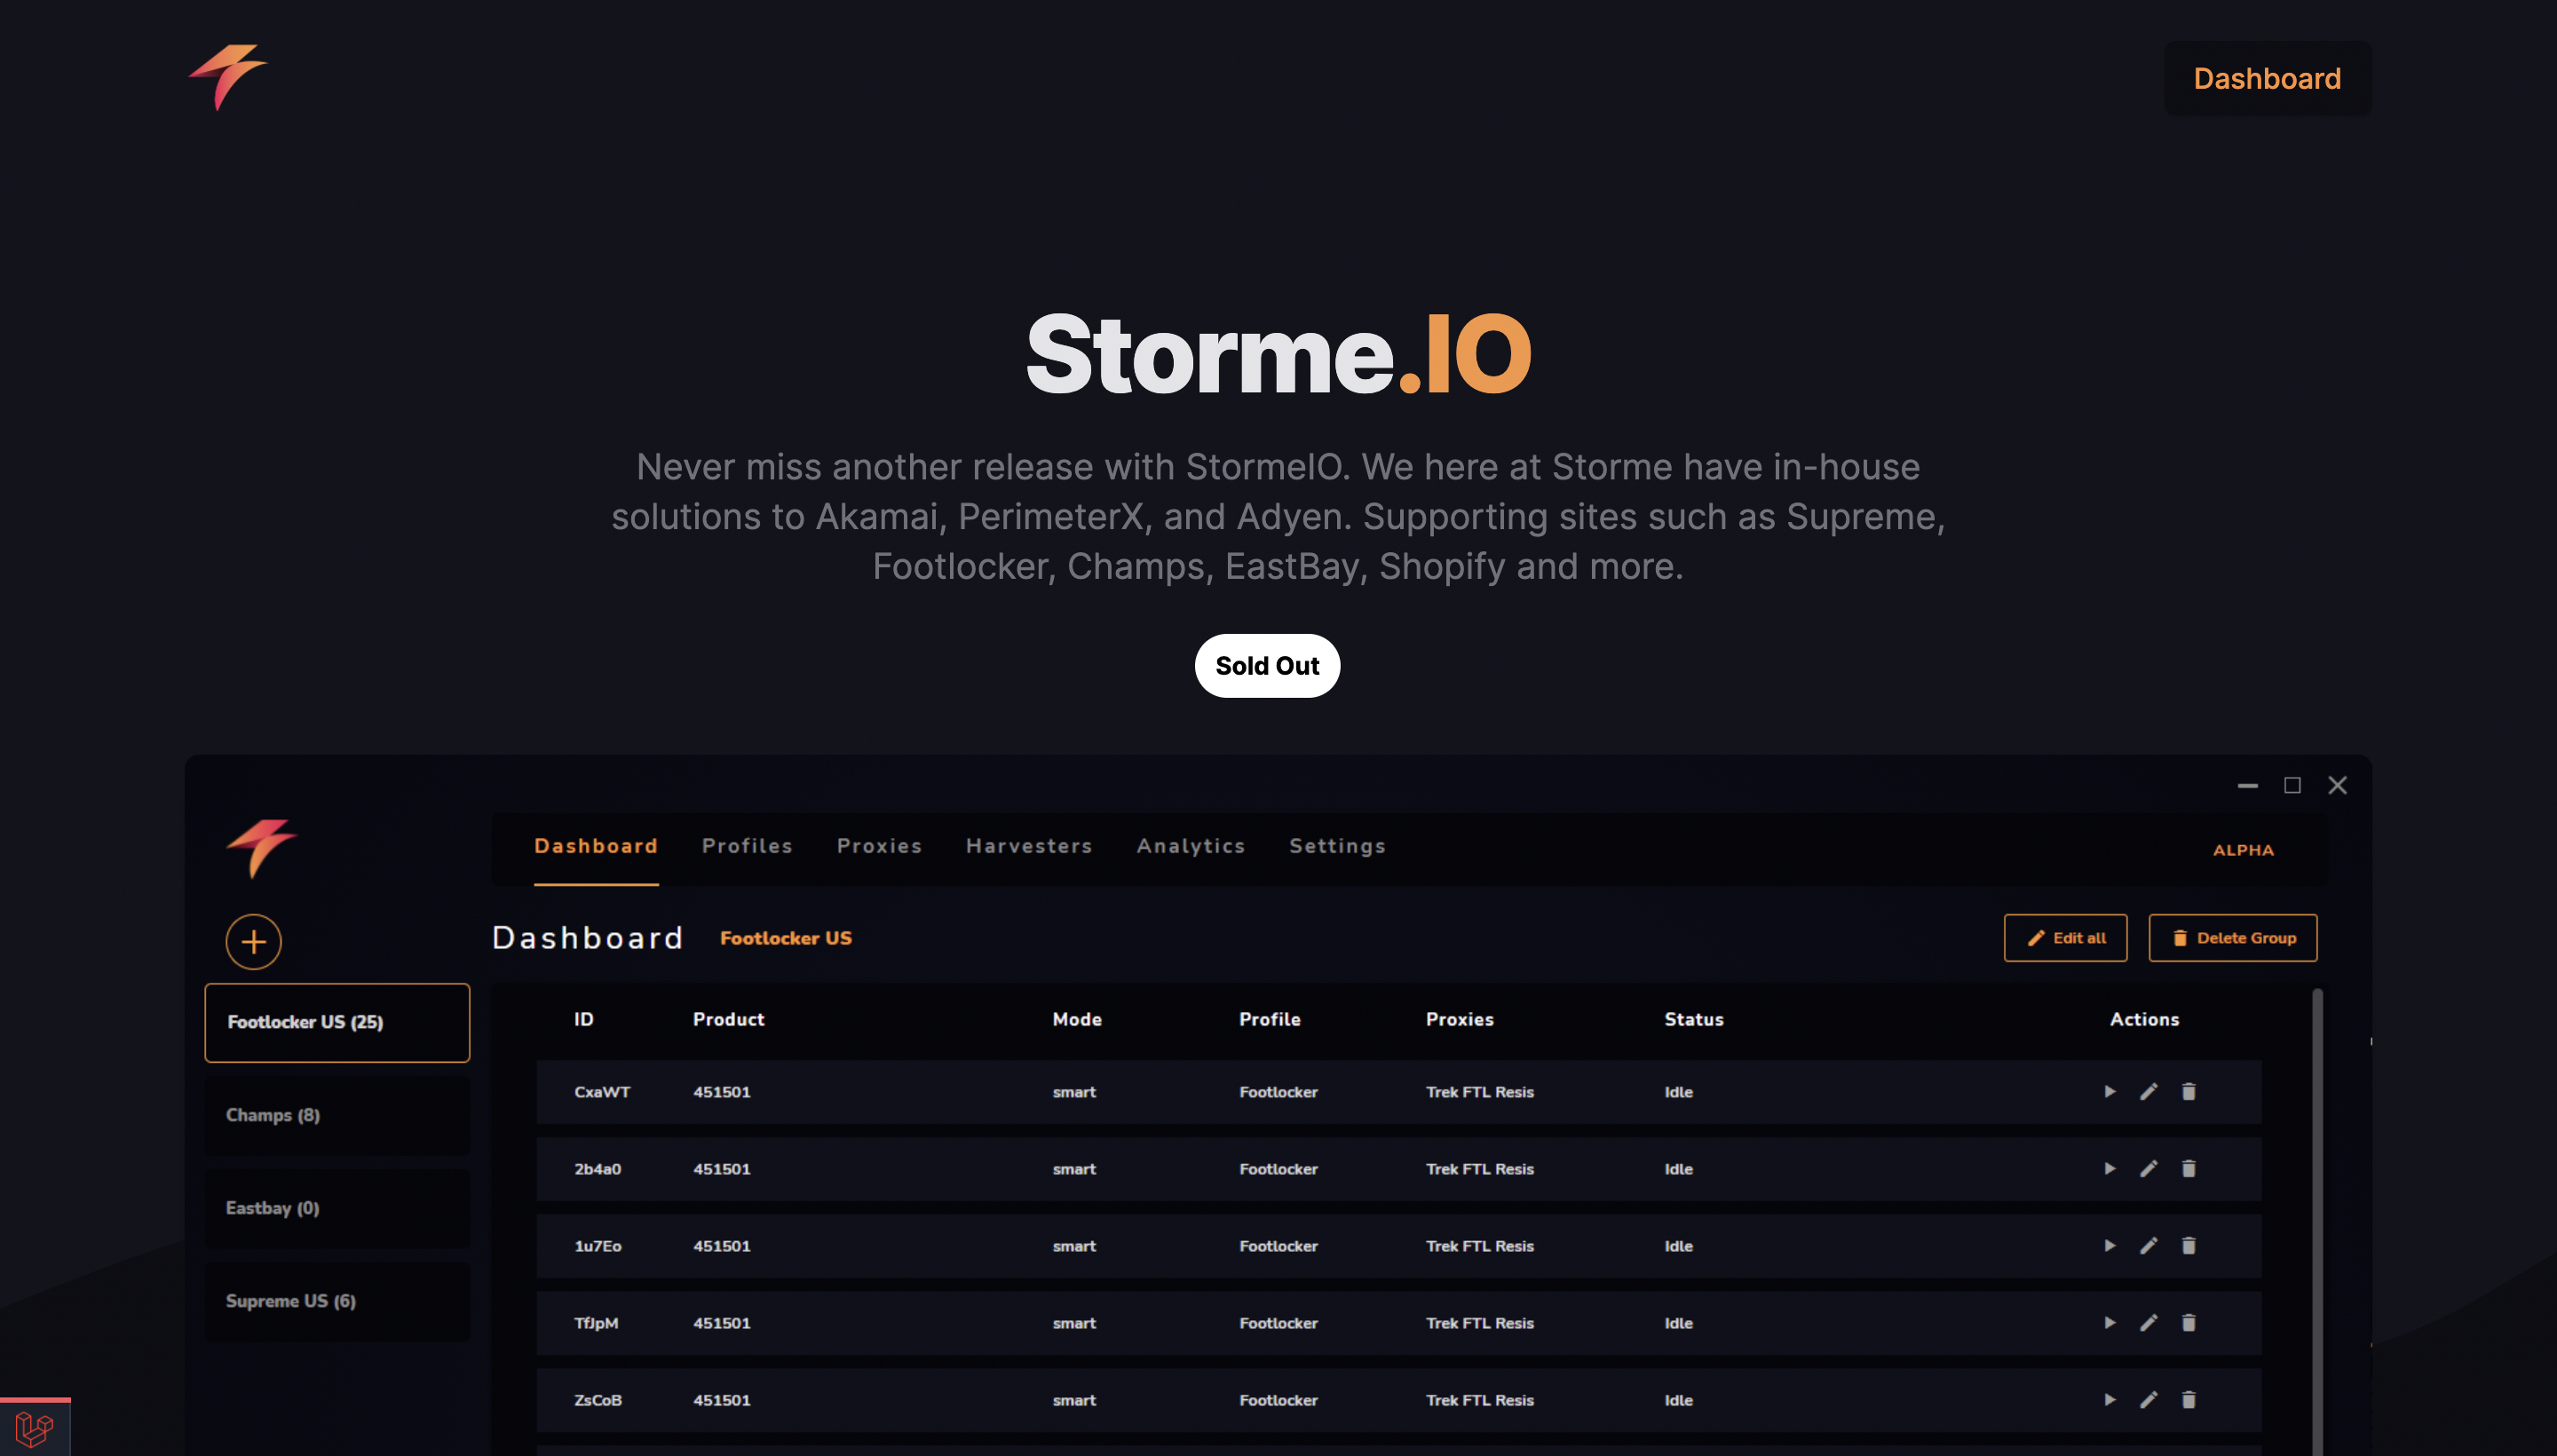 Dashboard
Storme.IO
Never miss another release with StormeIO. We here at Storme have in-house
solutions to Akamai, PerimeterX, and Adyen. Supporting sites such as Supreme,
Footlocker, Champs, EastBay, Shopify and more.
Sold Out
Dashboard Profiles Proxies Harvesters Analytics Settings ALPHA
Dashboard Footlocker US Edit all Delete Group
Footlocker US (25)
Champs (8)
Eastbay (0)
Supreme US (6)
ID Product Mode Profile Proxies Status Actions
CxaWT 451501 smart Footlocker Trek FTL Resis Idle
2b4a0 451501 smart Footlocker Trek FTL Resis Idle
1u7Eo 451501 smart Footlocker Trek FTL Resis Idle
TfJpM 451501 smart Footlocker Trek FTL Resis Idle
ZsCoB 451501 smart Footlocker Trek FTL Resis Idle